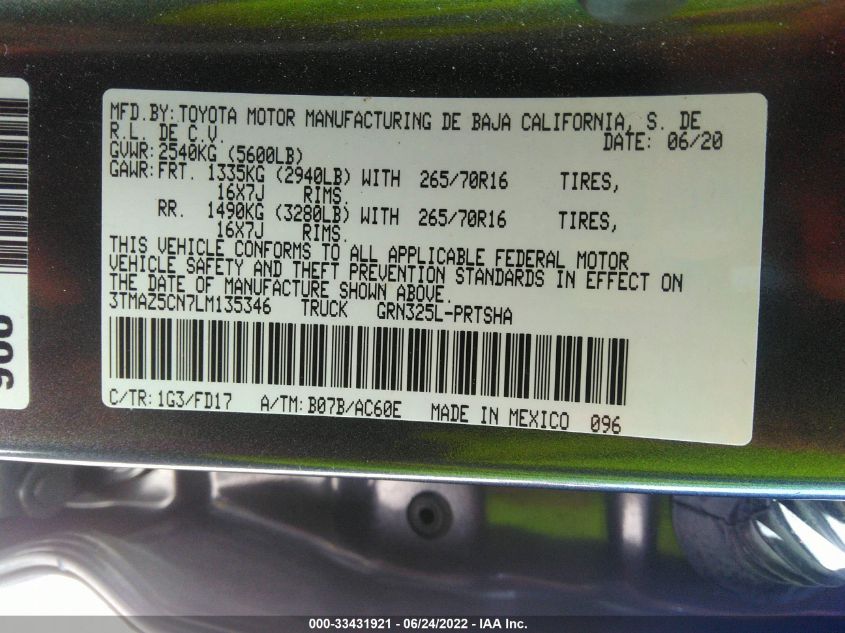 MFD.BY:TOYOTA MOTOR MANUFACTURING DE BAJA CALIFORNIA, S. DE
R.L. DE C.V. DATE: 06/20
GVWR:2540KG (5600LB)
GAWR:FRT. 1335KG (2940LB) WITH 265/70R16 TIRES,
16X7J RIMS.
RR. 1490KG (3280LB) WITH 265/70R16 TIRES,
16X7J RIMS.
THIS VEHICLE CONFORMS TO ALL APPLICABLE FEDERAL MOTOR
VEHICLE SAFETY AND THEFT PREVENTION STANDARDS IN EFFECT ON
THE DATE OF MANUFACTURE SHOWN ABOVE.
3TMAZ5CN7LM135346 TRUCK GRN325L-PRTSHA
C/TR:1G3/FD17 A/TM:B07B/AC60E MADE IN MEXICO 096
000-33431921 - 06/24/2022 - IAA Inc.